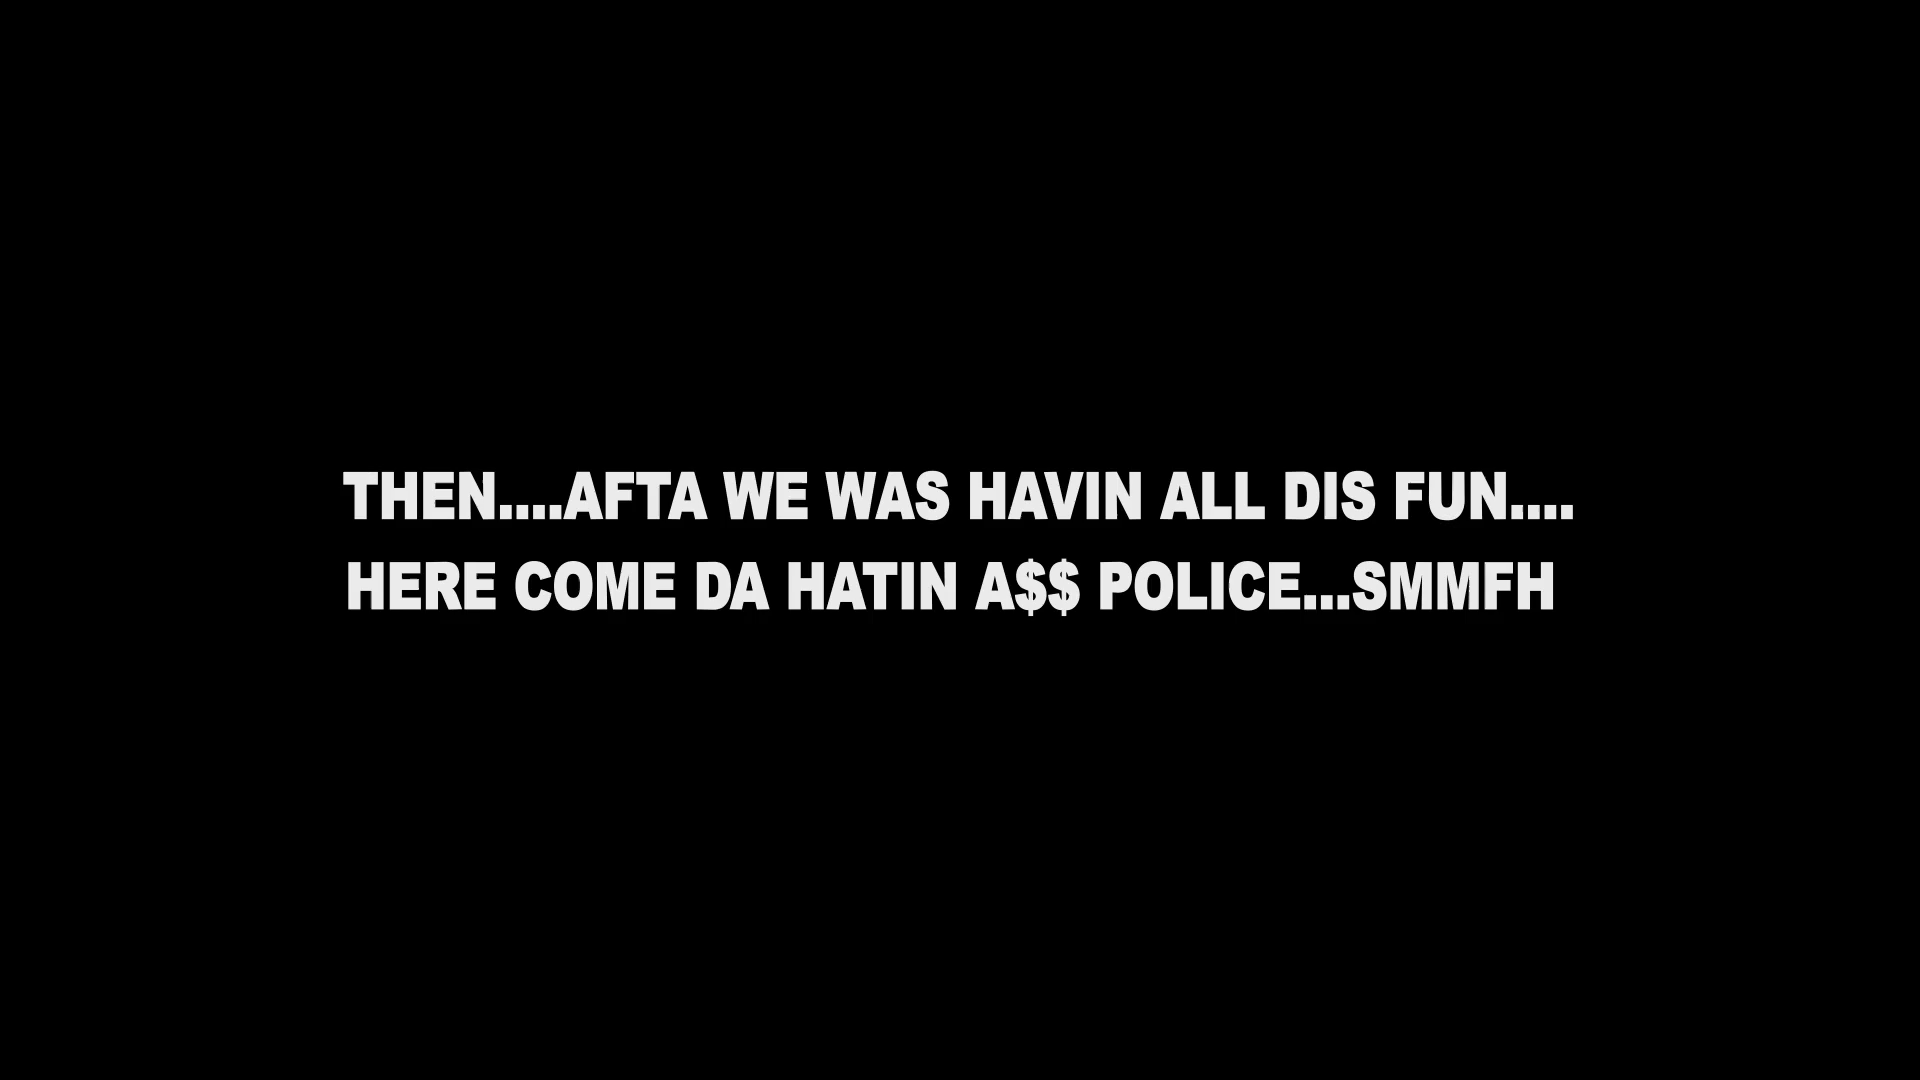 THEN....AFTA WE WAS HAVIN ALL DIS FUN....
HERE COME DA HATIN A$$ POLICE...SMMFH